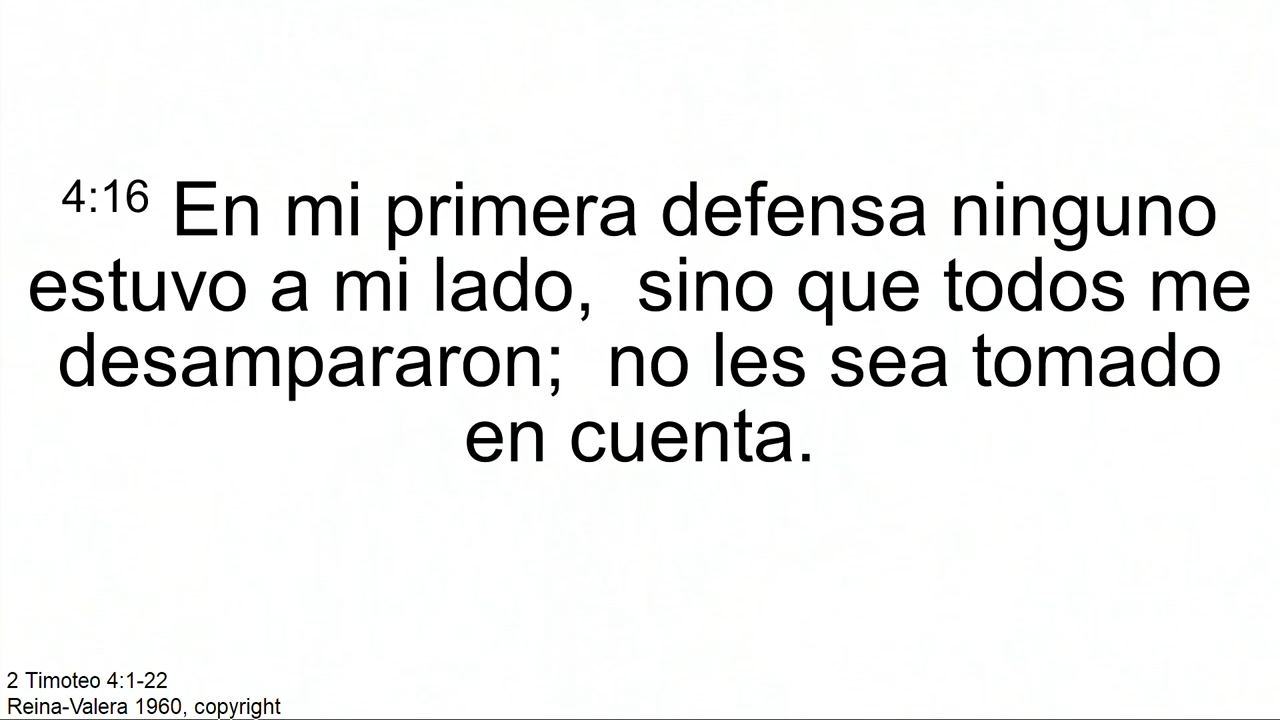 4:16 En mi primera defensa ninguno
estuvo a mi lado,  sino que todos me
desampararon;  no les sea tomado
en cuenta.
2 Timoteo 4:1-22
Reina-Valera 1960, copyright